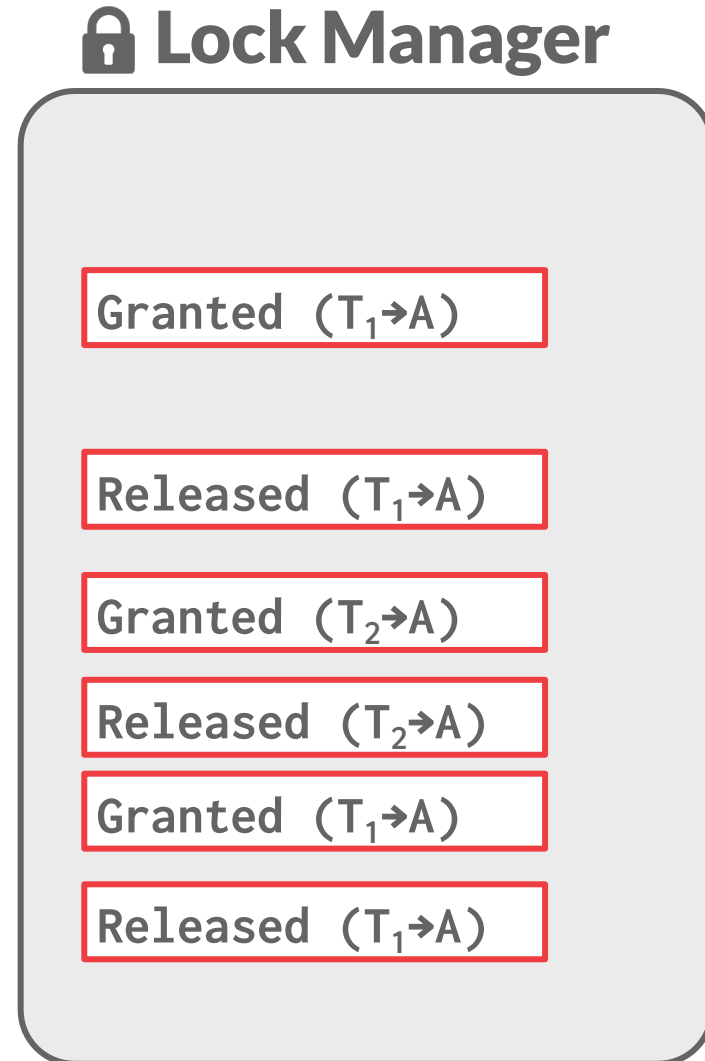 Lock Manager
Granted (T₁→A)
Released (T₁→A)
Granted (T₂→A)
Released (T₂→A)
Granted (T₁→A)
Released (T₁→A)